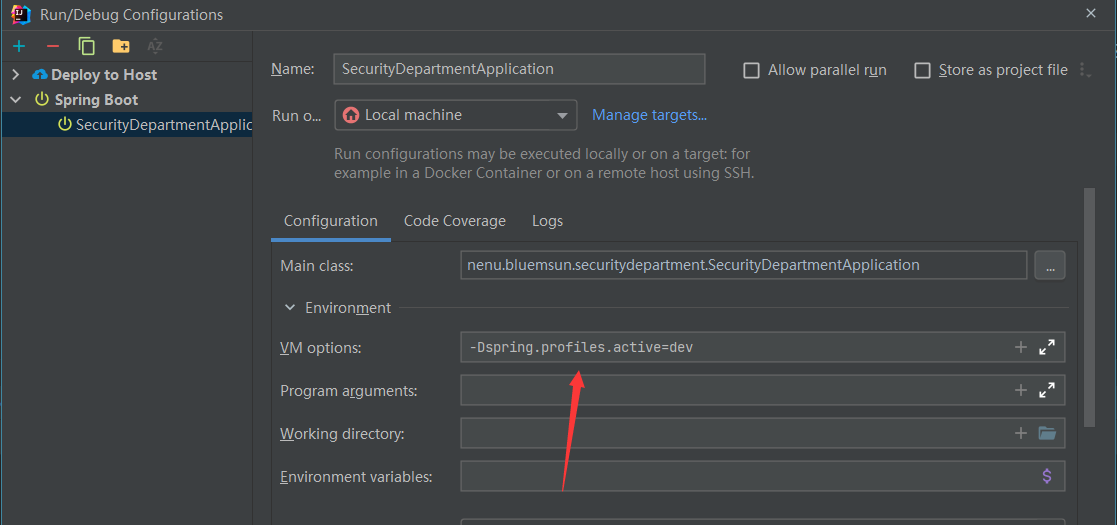 Run/Debug Configurations
Deploy to Host
Spring Boot
SecurityDepartmentApplic
Name: SecurityDepartmentApplication Allow parallel run Store as project file
Run o... Local machine Manage targets...
Run configurations may be executed locally or on a target: for
example in a Docker Container or on a remote host using SSH.
Configuration Code Coverage Logs
Main class: nenu.bluemsun.securitydepartment.SecurityDepartmentApplication ...
Environment
VM options: -Dspring.profiles.active=dev
Program arguments:
Working directory:
Environment variables: $